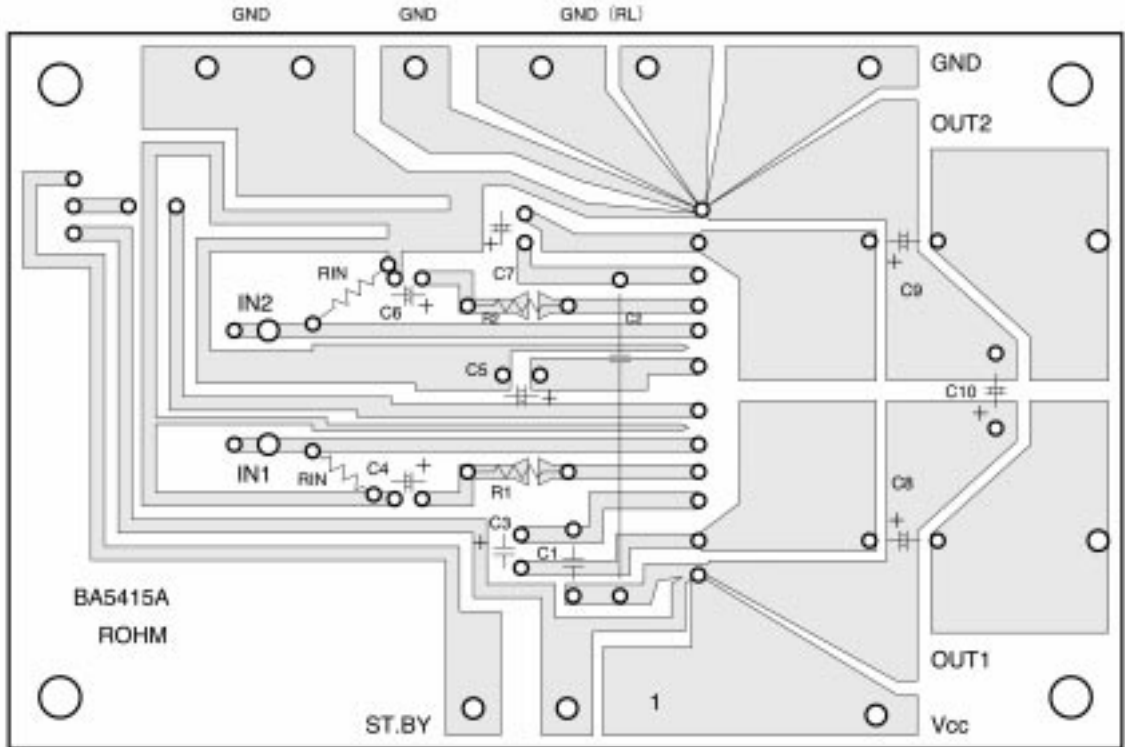 GND GND GND (RL)
GND
OUT2
C7
RIN
IN2
C6
R2
C2
C9
C5
C10
IN1
RIN
C4
R1
C8
C3
C1
BA5415A
ROHM
OUT1
1
ST.BY
Vcc